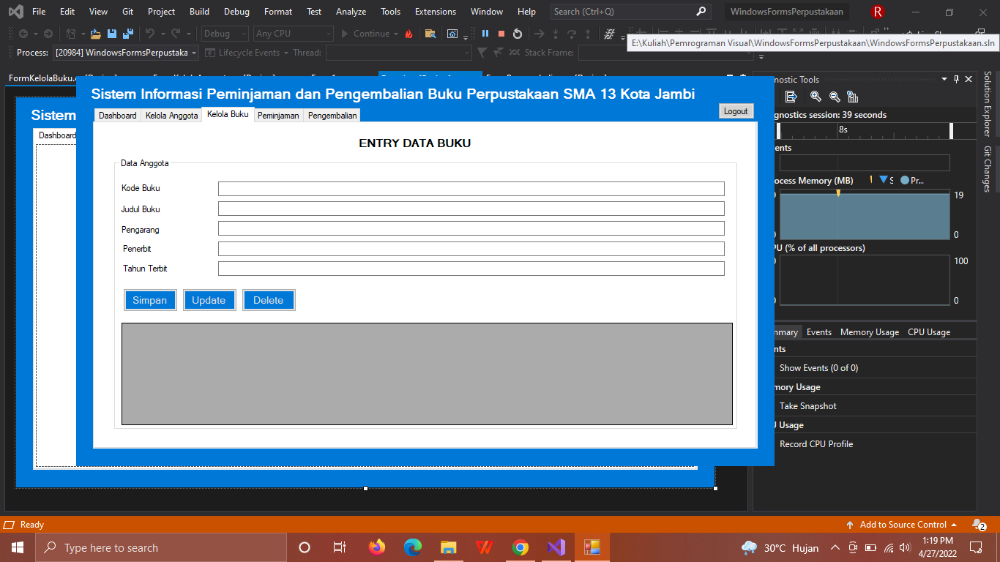 File Edit View Git Project Build Debug Format Test Analyze Tools Extensions Window Help Search (Ctrl+Q) WindowsFormsPerpustakaan R
Debug Any CPU Continue
E:\Kuliah\Pemrograman Visual\WindowsFormsPerpustakaan\WindowsFormsPerpustakaan.sln
Process: [20984] WindowsFormsPerpustaka Lifecycle Events Thread: Stack Frame:
FormKelolaBuku.
Sistem Informasi Peminjaman dan Pengembalian Buku Perpustakaan SMA 13 Kota Jambi
Dashboard Kelola Anggota Kelola Buku Peminjaman Pengembalian
Logout
ENTRY DATA BUKU
Data Anggota
Kode Buku
Judul Buku
Pengarang
Penerbit
Tahun Terbit
Simpan Update Delete
Sistem
Dashboard
nostic Tools
gnostics session: 39 seconds
8s
ents
ocess Memory (MB) S Pr...
19
0
U (% of all processors)
100
0
mmary Events Memory Usage CPU Usage
nts
Show Events (0 of 0)
mory Usage
Take Snapshot
U Usage
Record CPU Profile
Solution Explorer
Git Changes
Ready
Add to Source Control
2
Type here to search
30°C Hujan
1:19 PM
4/27/2022